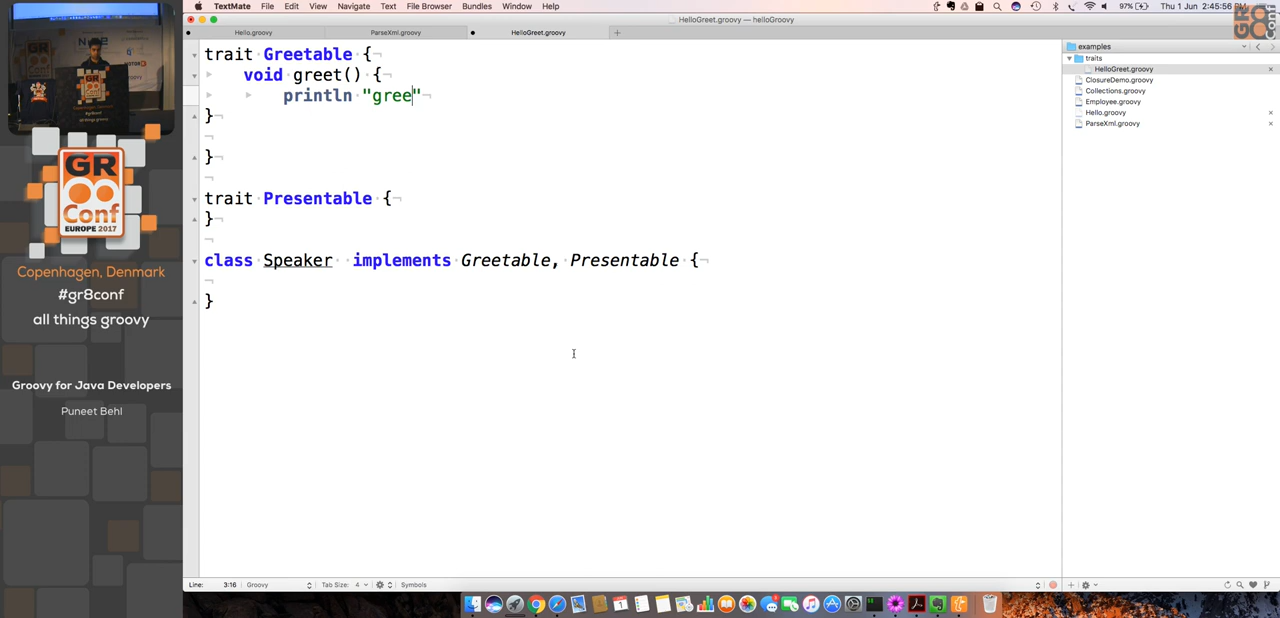 TextMate File Edit View Navigate Text File Browser Bundles Window Help
97% Thu 1 Jun 2:45:56 PM
HelloGreet.groovy — helloGroovy
Hello.groovy ParseXml.groovy HelloGreet.groovy
trait Greetable {
void greet() {
println "gree"
}
}
trait Presentable {
}
class Speaker implements Greetable, Presentable {
}
examples
traits
HelloGreet.groovy
ClosureDemo.groovy
Collections.groovy
Employee.groovy
Hello.groovy
ParseXml.groovy
GR
Conf
EUROPE 2017
Copenhagen, Denmark
#gr8conf
all things groovy
Groovy for Java Developers
Puneet Behl
Line: 3:16 Groovy Tab Size: 4 Symbols